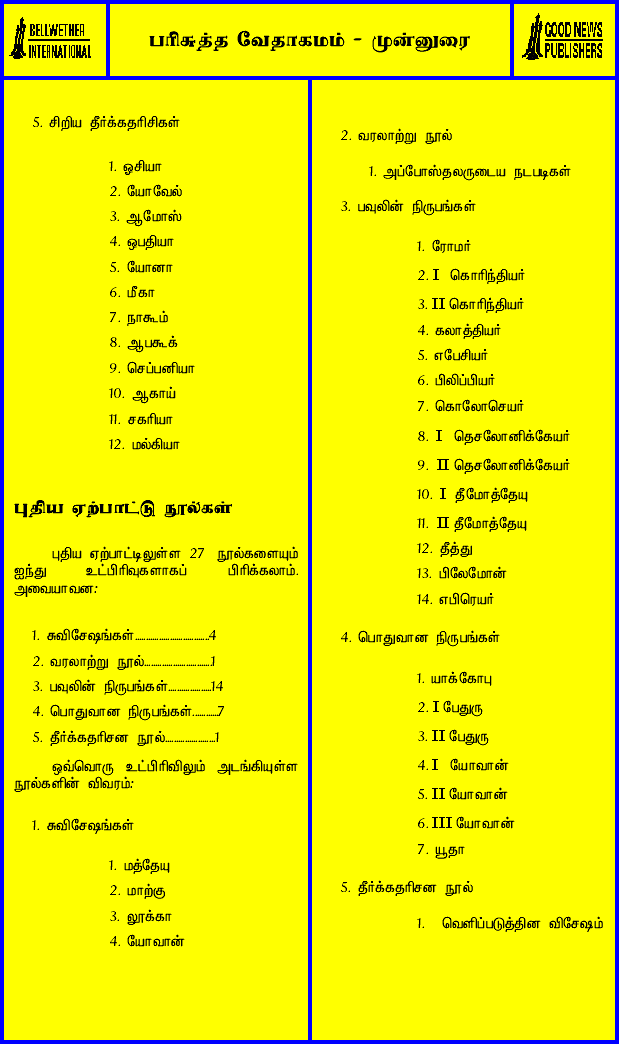 BELLWETHER
INTERNATIONAL
பரிசுத்த வேதாகமம் - முன்னுரை
GOOD NEWS
PUBLISHERS
5. சிறிய தீர்க்கதரிசிகள்
1. ஓசியா
2. யோவேல்
3. ஆமோஸ்
4. ஒபதியா
5. யோனா
6. மீகா
7. நாகூம்
8. ஆபகூக்
9. செப்பனியா
10. ஆகாய்
11. சகரியா
12. மல்கியா
புதிய ஏற்பாட்டு நூல்கள்
புதிய ஏற்பாட்டிலுள்ள 27 நூல்களையும்
ஐந்து உட்பிரிவுகளாகப் பிரிக்கலாம்.
அவையாவன:
1. சுவிசேஷங்கள்..............................4
2. வரலாற்று நூல்............................1
3. பவுலின் நிருபங்கள்...................14
4. பொதுவான நிருபங்கள்...........7
5. தீர்க்கதரிசன நூல்......................1
ஒவ்வொரு உட்பிரிவிலும் அடங்கியுள்ள
நூல்களின் விவரம்:
1. சுவிசேஷங்கள்
1. மத்தேயு
2. மாற்கு
3. லூக்கா
4. யோவான்
2. வரலாற்று நூல்
1. அப்போஸ்தலருடைய நடபடிகள்
3. பவுலின் நிருபங்கள்
1. ரோமர்
2. I கொரிந்தியர்
3. II கொரிந்தியர்
4. கலாத்தியர்
5. எபேசியர்
6. பிலிப்பியர்
7. கொலோசெயர்
8. I தெசலோனிக்கேயர்
9. II தெசலோனிக்கேயர்
10. I தீமோத்தேயு
11. II தீமோத்தேயு
12. தீத்து
13. பிலேமோன்
14. எபிரெயர்
4. பொதுவான நிருபங்கள்
1. யாக்கோபு
2. I பேதுரு
3. II பேதுரு
4. I யோவான்
5. II யோவான்
6. III யோவான்
7. யூதா
5. தீர்க்கதரிசன நூல்
1. வெளிப்படுத்தின விசேஷம்